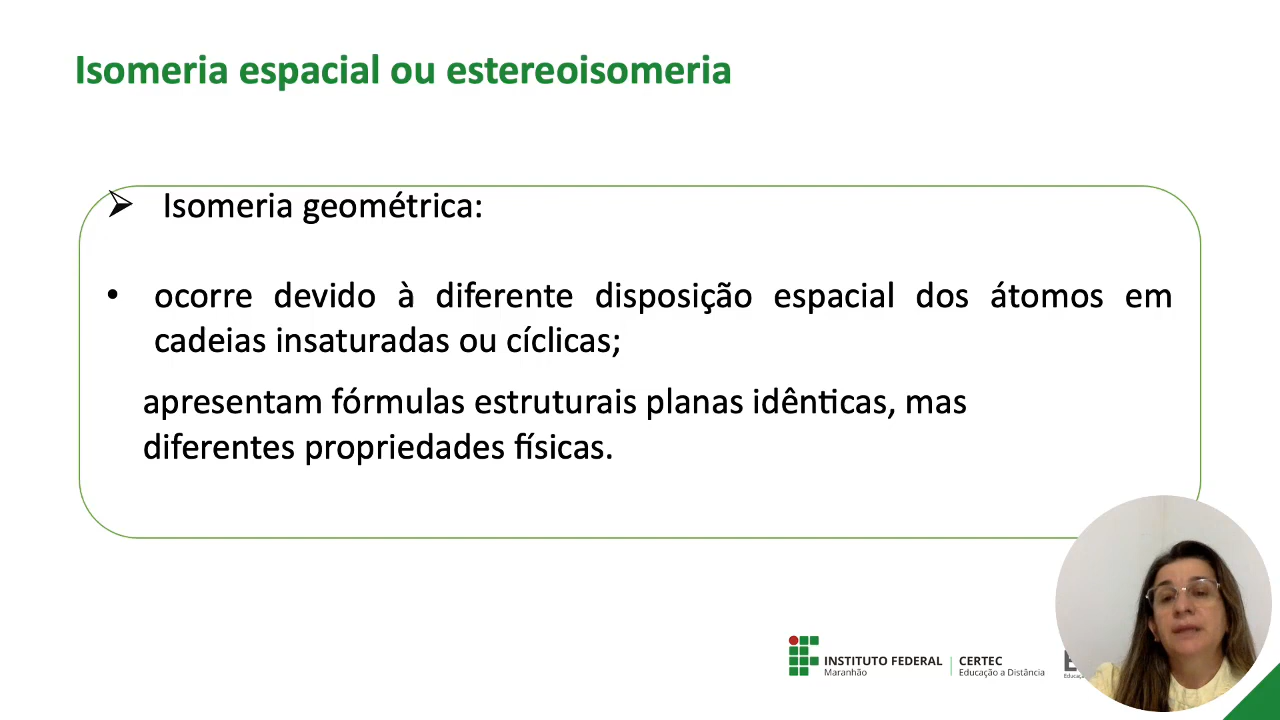 Isomeria espacial ou estereoisomeria
➢ Isomeria geométrica:
• ocorre devido à diferente disposição espacial dos átomos em
cadeias insaturadas ou cíclicas;
apresentam fórmulas estruturais planas idênticas, mas
diferentes propriedades físicas.
INSTITUTO FEDERAL
Maranhão
CERTEC
Educação a Distância